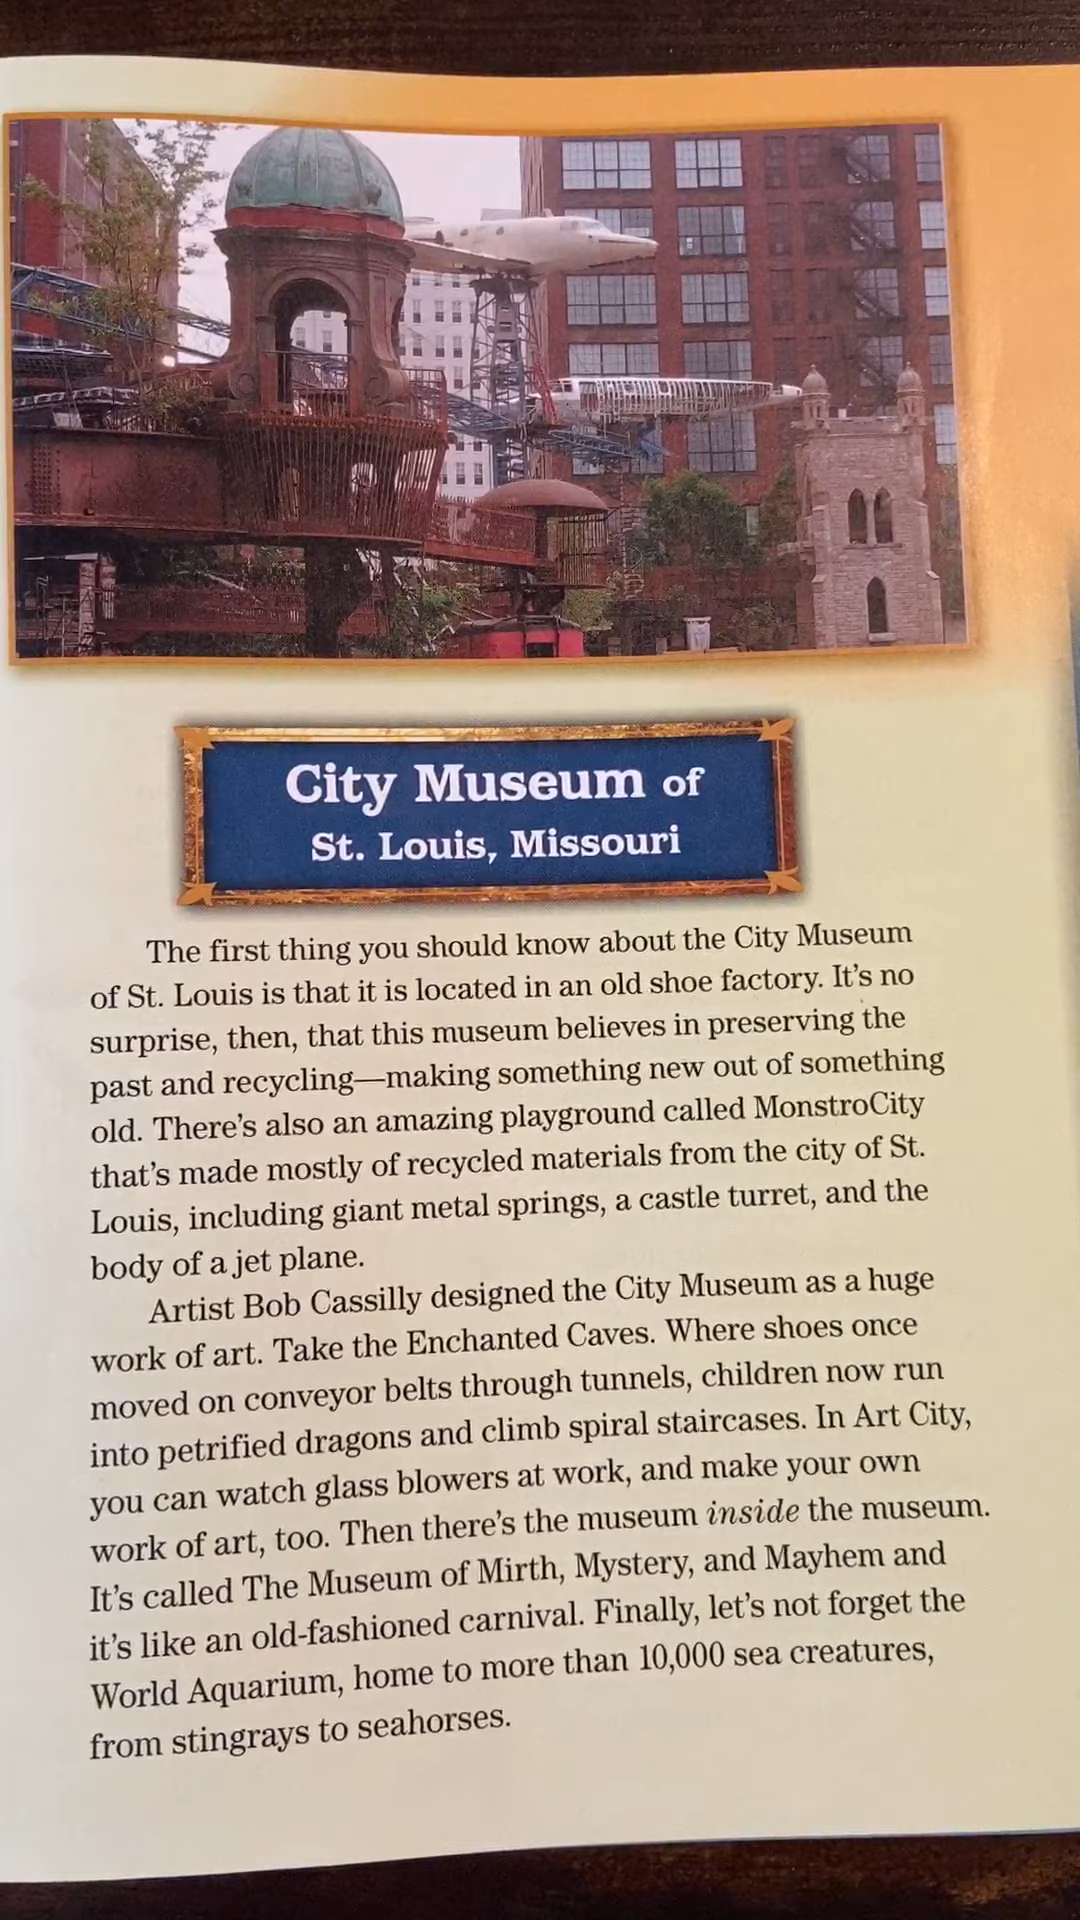 City Museum of
St. Louis, Missouri
The first thing you should know about the City Museum
of St. Louis is that it is located in an old shoe factory. It's no
surprise, then, that this museum believes in preserving the
past and recycling—making something new out of something
old. There's also an amazing playground called MonstroCity
that's made mostly of recycled materials from the city of St.
Louis, including giant metal springs, a castle turret, and the
body of a jet plane.
Artist Bob Cassilly designed the City Museum as a huge
work of art. Take the Enchanted Caves. Where shoes once
moved on conveyor belts through tunnels, children now run
into petrified dragons and climb spiral staircases. In Art City,
you can watch glass blowers at work, and make your own
work of art, too. Then there's the museum inside the museum.
It's called The Museum of Mirth, Mystery, and Mayhem and
it's like an old-fashioned carnival. Finally, let's not forget the
World Aquarium, home to more than 10,000 sea creatures,
from stingrays to seahorses.